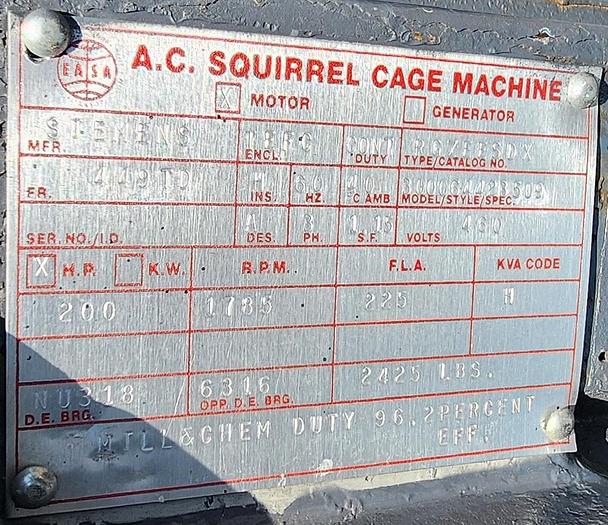 EASA
A.C. SQUIRREL CAGE MACHINE
X MOTOR GENERATOR
MFR. ENCL. CONT DUTY TYPE/CATALOG NO.
FR. INS. 60 HZ C AMB MODEL/STYLE/SPEC.
SER. NO./I.D. DES. 3 PH. 1.15 S.F. VOLTS 460
X H.P. K.W. R.P.M. F.L.A. KVA CODE
200 1785 225 H
2425 LBS.
NU318 / 6316
D.E. BRG. OPP. D.E. BRG.
MILL&CHEM DUTY 96.2PERCENT
EFF.